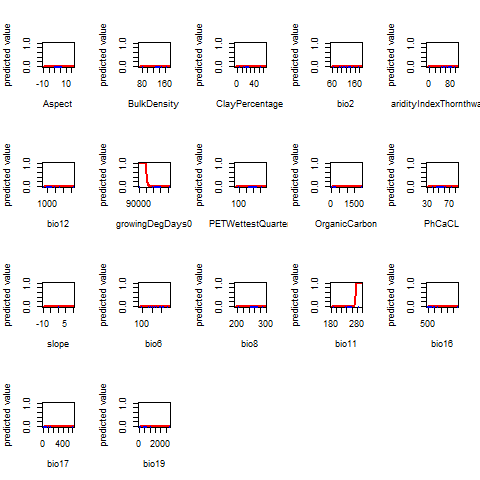 predicted value
0.0 1.0
-10 10
Aspect
predicted value
0.0 1.0
80 160
BulkDensity
predicted value
0.0 1.0
0 40
ClayPercentage
predicted value
0.0 1.0
60 160
bio2
predicted value
0.0 1.0
0 80
aridityIndexThornthwa
predicted value
0.0 1.0
1000
bio12
predicted value
0.0 1.0
90000
growingDegDays0
predicted value
0.0 1.0
100
PETWettestQuarte
predicted value
0.0 1.0
0 1500
OrganicCarbon
predicted value
0.0 1.0
30 70
PhCaCL
predicted value
0.0 1.0
-10 5
slope
predicted value
0.0 1.0
100
bio6
predicted value
0.0 1.0
200 300
bio8
predicted value
0.0 1.0
180 280
bio11
predicted value
0.0 1.0
500
bio16
predicted value
0.0 1.0
0 400
bio17
predicted value
0.0 1.0
0 2000
bio19